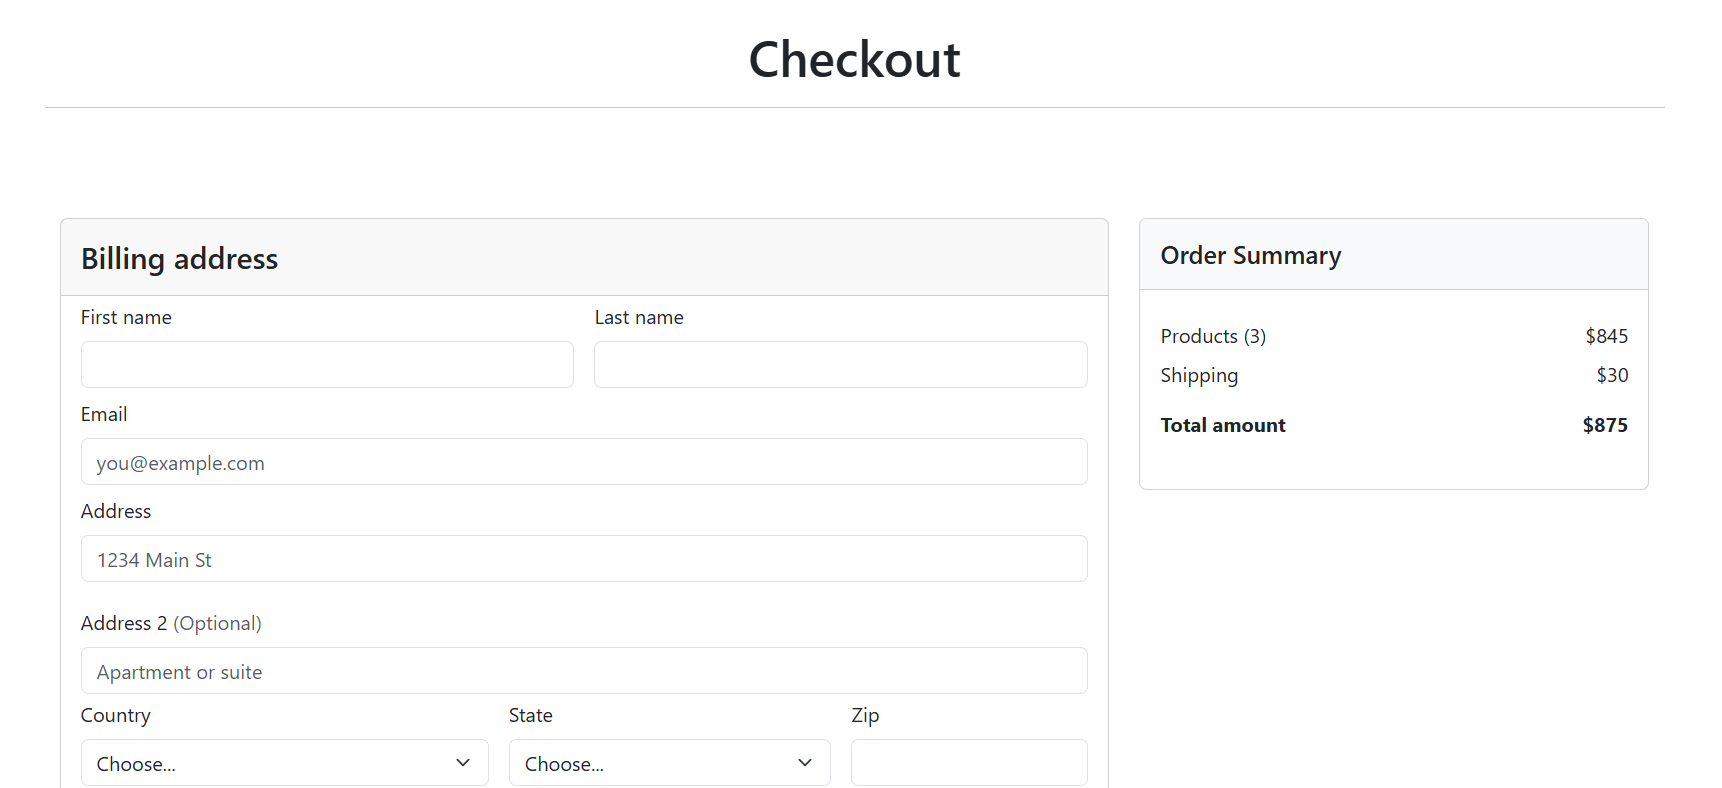 Checkout
Billing address
First name
Last name
Email
you@example.com
Address
1234 Main St
Address 2 (Optional)
Apartment or suite
Country
State
Zip
Choose...
Choose...
Order Summary
Products (3) $845
Shipping $30
Total amount $875